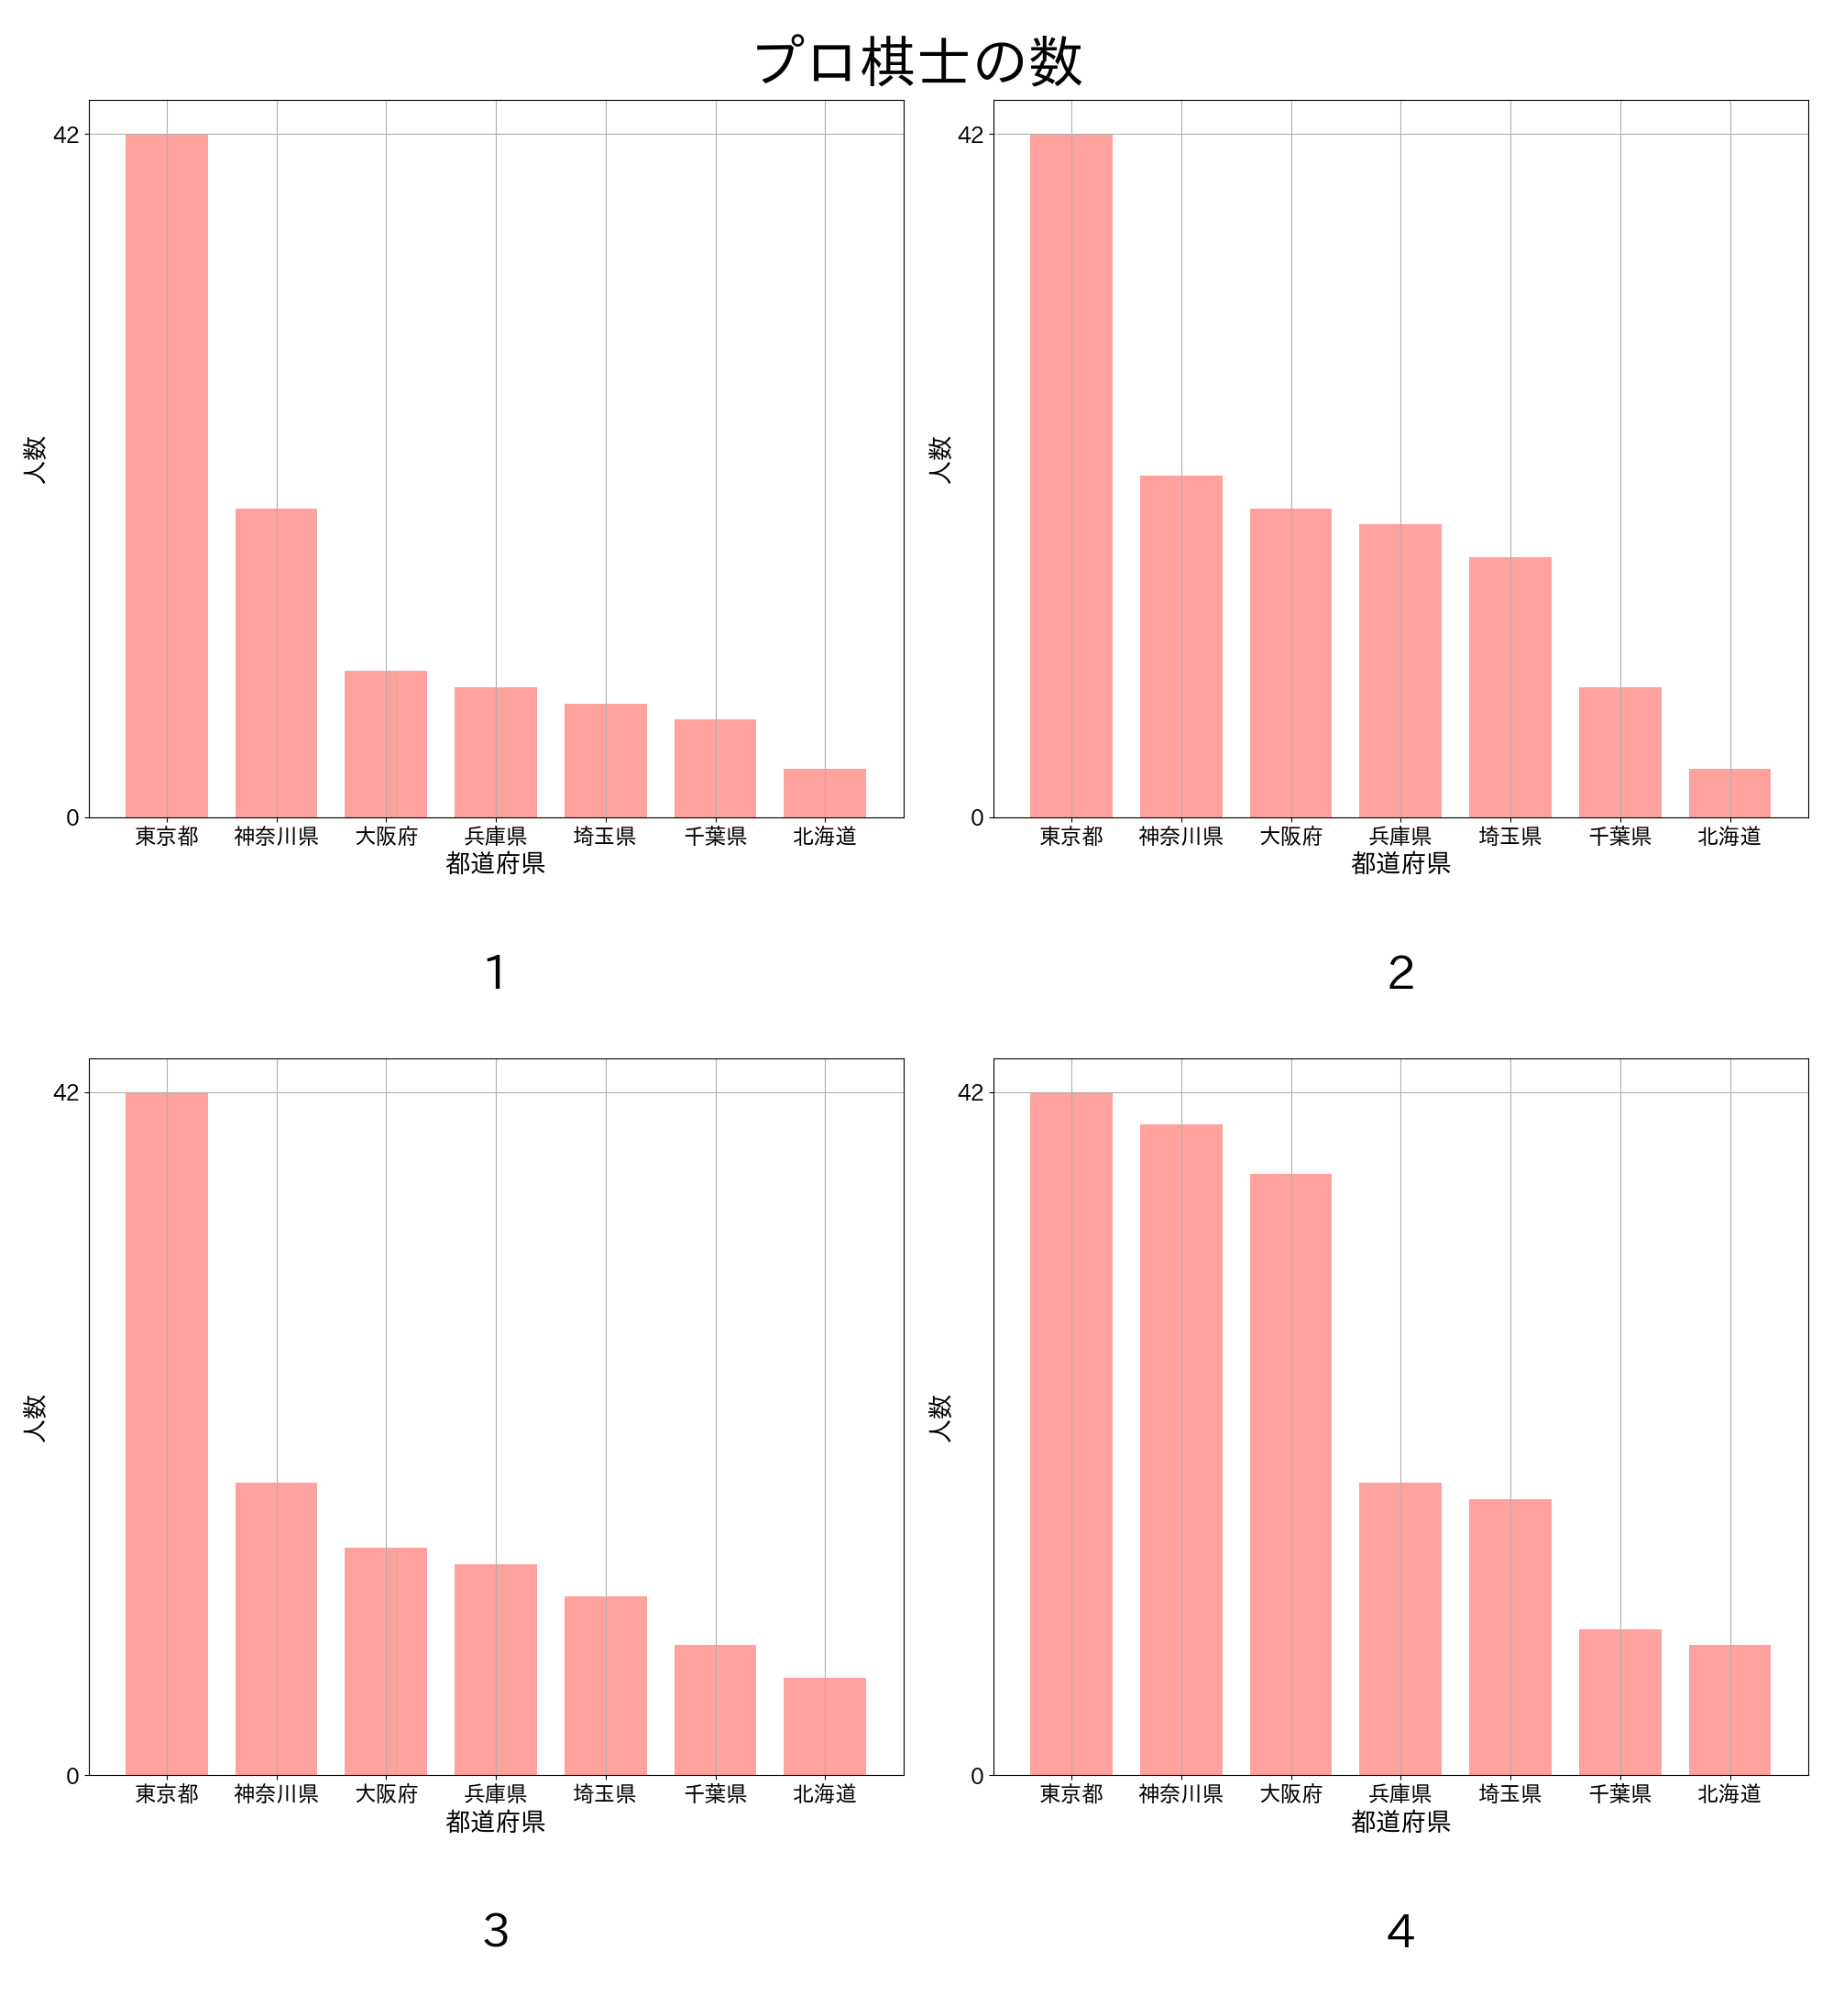 プロ棋士の数
42
0
人数
東京都 神奈川県 大阪府 兵庫県 埼玉県 千葉県 北海道
都道府県
1
42
0
人数
東京都 神奈川県 大阪府 兵庫県 埼玉県 千葉県 北海道
都道府県
2
42
0
人数
東京都 神奈川県 大阪府 兵庫県 埼玉県 千葉県 北海道
都道府県
3
42
0
人数
東京都 神奈川県 大阪府 兵庫県 埼玉県 千葉県 北海道
都道府県
4